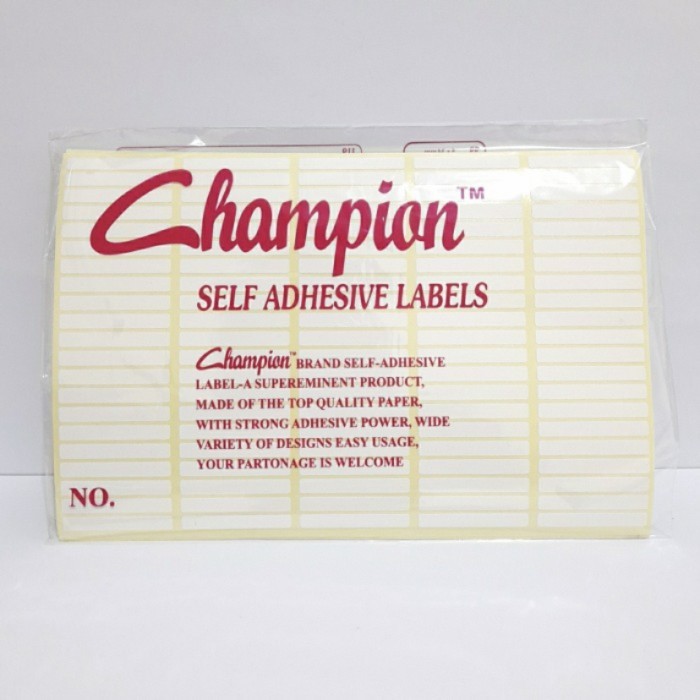 Champion™
SELF ADHESIVE LABELS
Champion™ BRAND SELF-ADHESIVE
LABEL-A SUPEREMINENT PRODUCT,
MADE OF THE TOP QUALITY PAPER,
WITH STRONG ADHESIVE POWER, WIDE
VARIETY OF DESIGNS EASY USAGE,
YOUR PARTONAGE IS WELCOME
NO.